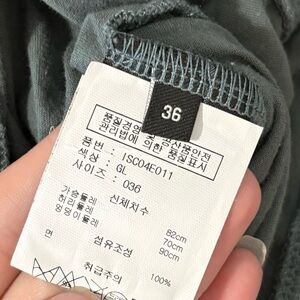 36
품질경영 및 공산품안전
관리법에 의한 품질표시
품번 : ISC04E011
색상 : GL
사이즈 : 036
신체치수
가슴둘레 82cm
허리둘레 70cm
엉덩이둘레 90cm
섬유조성
면 100%
취급주의